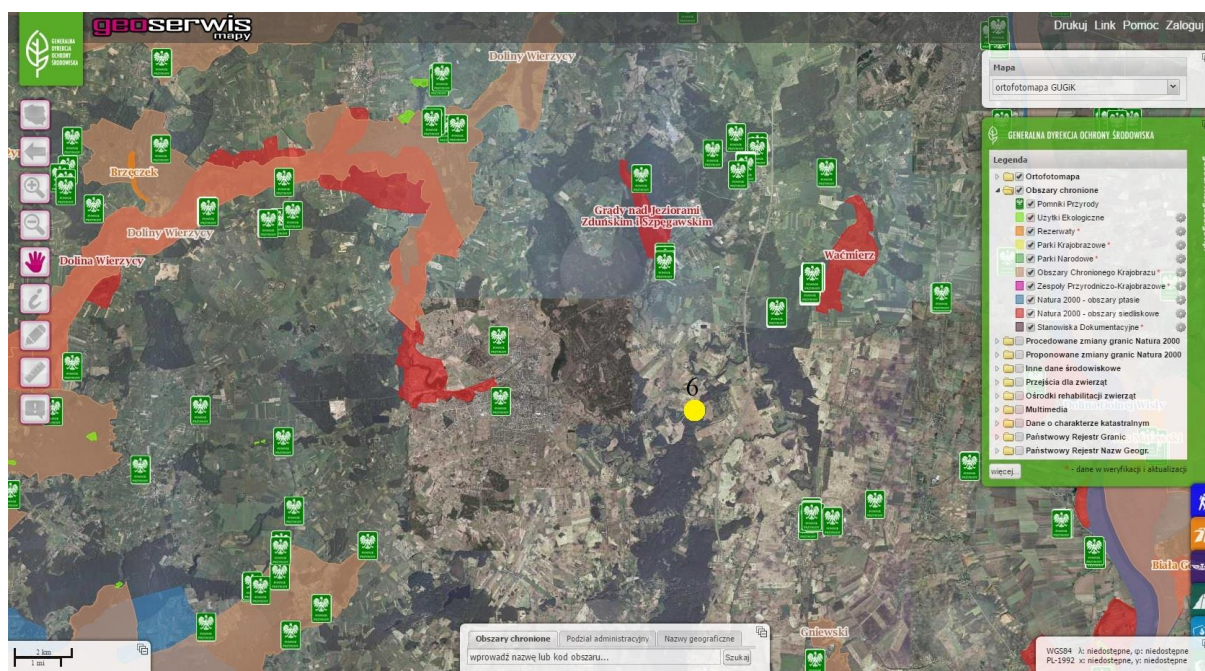 GENERALNA
DYREKCJA
OCHRONY
ŚRODOWISKA
geoserwis
mapy
Drukuj Link Pomoc Zaloguj
Mapa
ortofotomapa GUGiK
GENERALNA DYREKCJA OCHRONY ŚRODOWISKA
Legenda
Ortofotomapa
Obszary chronione
Pomniki Przyrody
Użytki Ekologiczne
Rezerwaty *
Parki Krajobrazowe *
Parki Narodowe *
Obszary Chronionego Krajobrazu *
Zespoły Przyrodniczo-Krajobrazowe *
Natura 2000 - obszary ptasie
Natura 2000 - obszary siedliskowe
Stanowiska Dokumentacyjne *
Procedowane zmiany granic Natura 2000
Proponowane zmiany granic Natura 2000
Inne dane środowiskowe
Przejścia dla zwierząt
Ośrodki rehabilitacji zwierząt
Multimedia
Dane o charakterze katastralnym
Państwowy Rejestr Granic
Państwowy Rejestr Nazw Geogr.
więcej...
* - dane w weryfikacji i aktualizacji
Doliny Wierzycy
Brzęczek
Doliny Wierzycy
Dolina Wierzycy
Grądy nad Jeziorami
Zduńskim i Szpęgawskim
Waćmierz
6
Biała G
Gniewski
2 km
1 mi
Obszary chronione
Podział administracyjny
Nazwy geograficzne
wprowadź nazwę lub kod obszaru...
Szukaj
WGS84 λ: niedostępne, φ: niedostępne
PL-1992 x: niedostępne, y: niedostępne